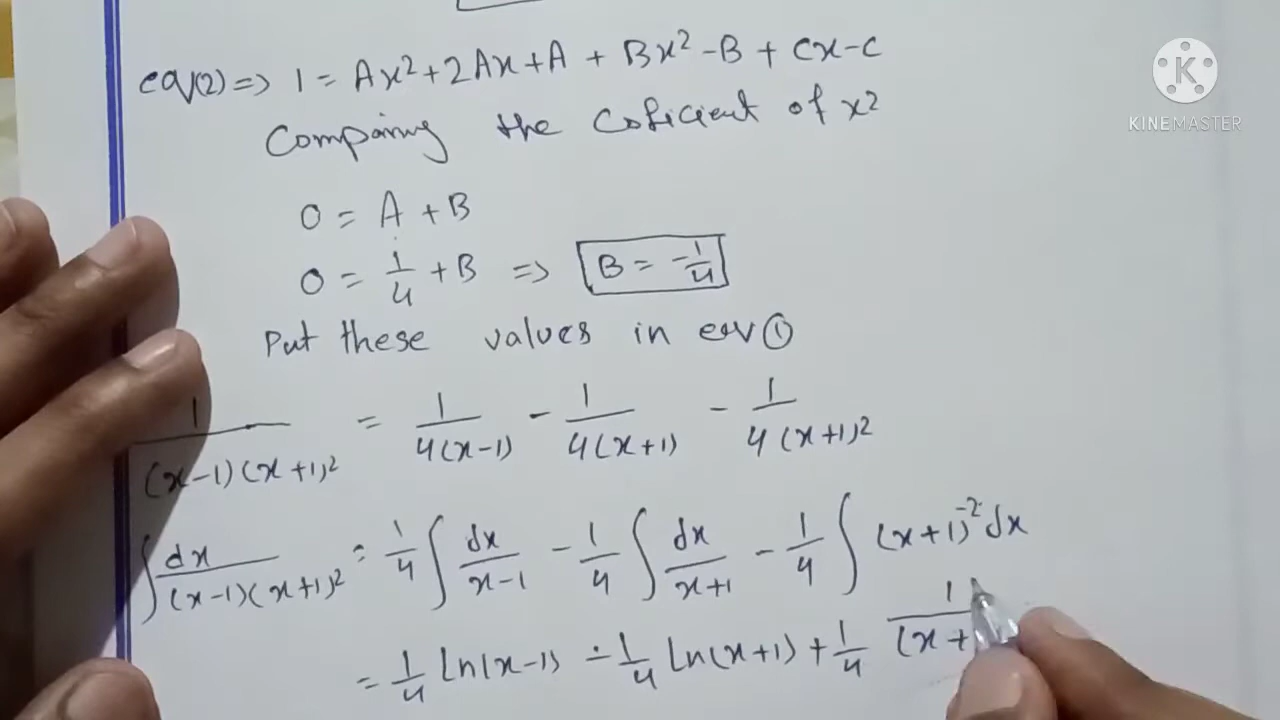 eq(2) => 1 = Ax² + 2Ax + A + Bx² - B + Cx - C
Comparing the Coficient of x²
0 = A + B
0 = 1/4 + B => B = -1/4
Put these values in eq ①
1/((x-1)(x+1)² = 1/(4(x-1)) - 1/(4(x+1)) - 1/(4(x+1)²)
∫ dx/((x-1)(x+1)²) = 1/4 ∫ dx/(x-1) - 1/4 ∫ dx/(x+1) - 1/4 ∫ (x+1)⁻² dx
= 1/4 ln(x-1) - 1/4 ln(x+1) + 1/4 1/(x+
KINEMASTER